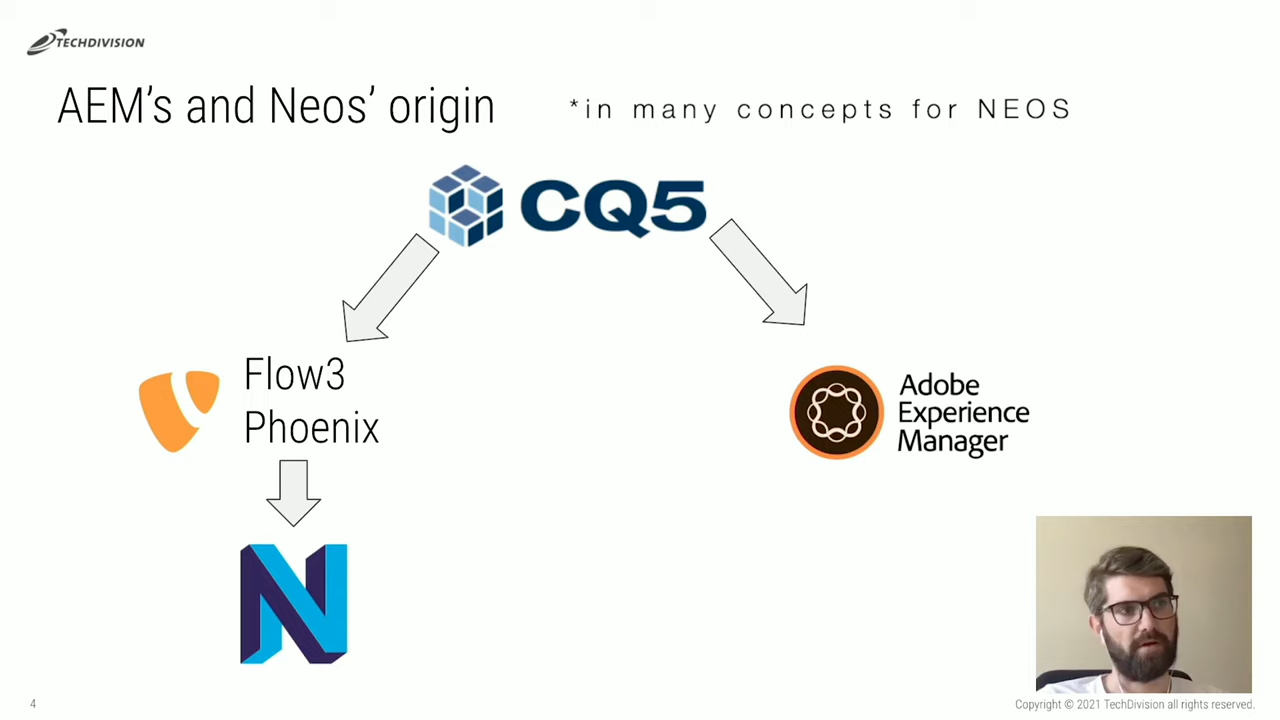 TECHDIVISION
AEM's and Neos' origin
*in many concepts for NEOS
CQ5
Flow3
Phoenix
Adobe
Experience
Manager
4
Copyright © 2021 TechDivision all rights reserved.